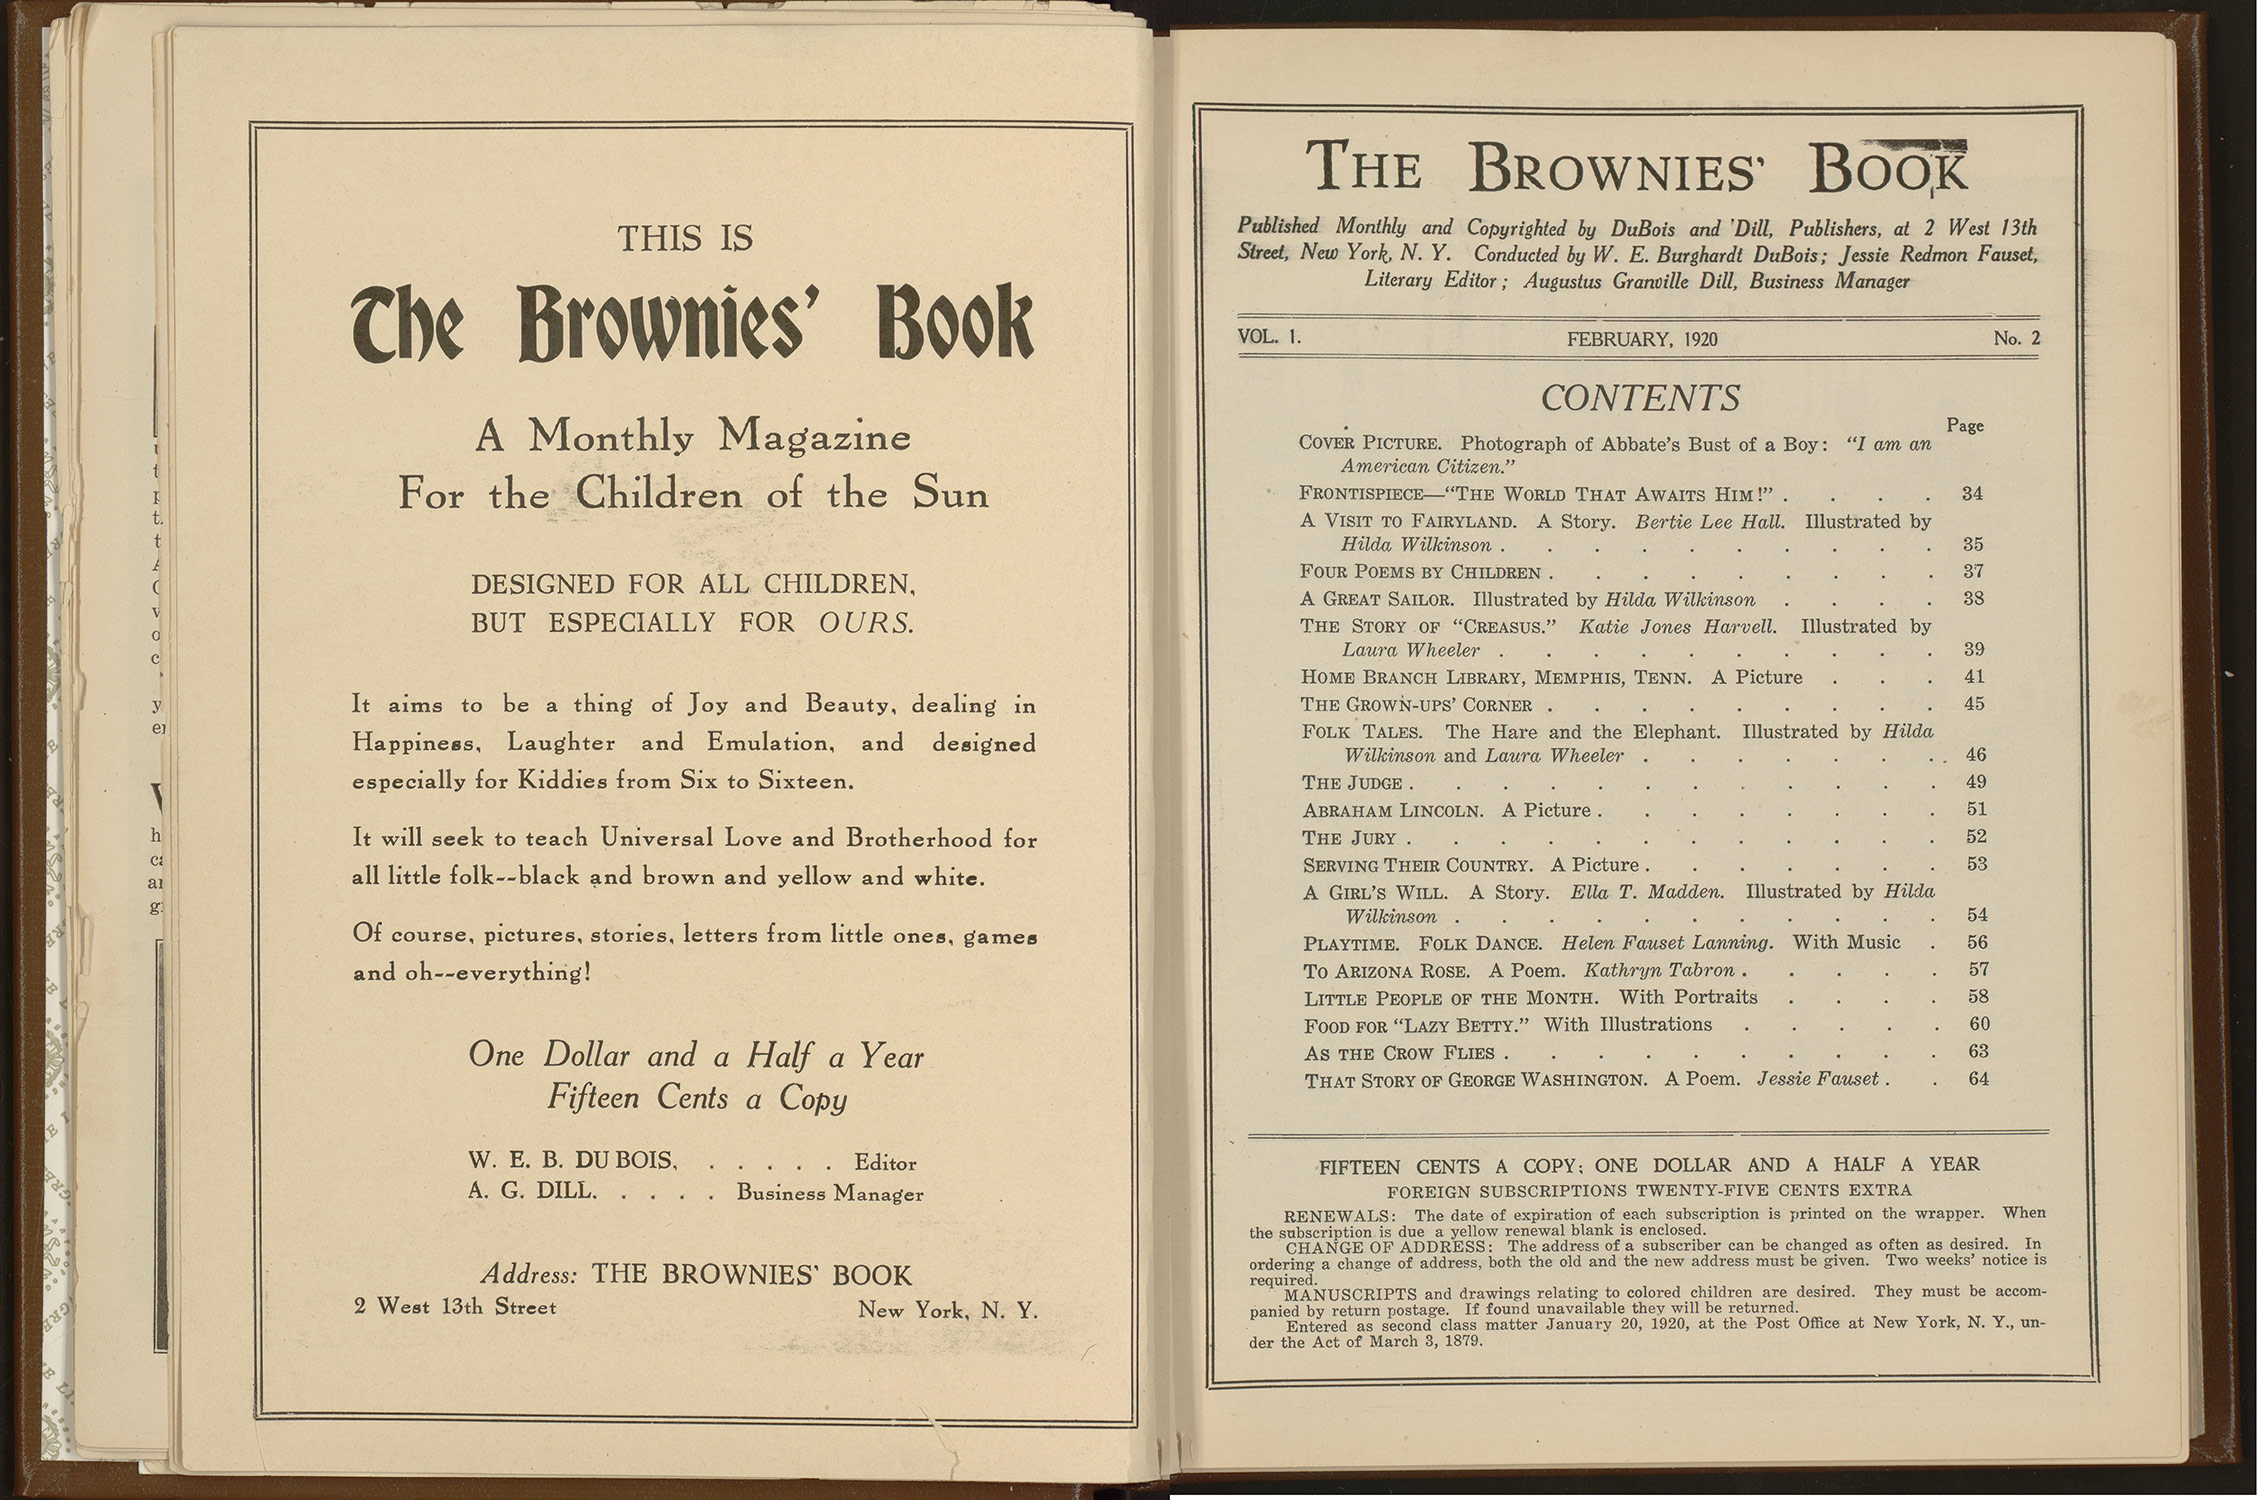 THIS IS
The Brownies' Book
A Monthly Magazine
For the Children of the Sun
DESIGNED FOR ALL CHILDREN,
BUT ESPECIALLY FOR OURS.
It aims to be a thing of Joy and Beauty, dealing in
Happiness, Laughter and Emulation, and designed
especially for Kiddies from Six to Sixteen.
It will seek to teach Universal Love and Brotherhood for
all little folk--black and brown and yellow and white.
Of course, pictures, stories, letters from little ones, games
and oh--everything!
One Dollar and a Half a Year
Fifteen Cents a Copy
W. E. B. DU BOIS, . . . . . Editor
A. G. DILL, . . . . Business Manager
Address: THE BROWNIES' BOOK
2 West 13th Street New York, N. Y.
THE BROWNIES' BOOK
Published Monthly and Copyrighted by DuBois and Dill, Publishers, at 2 West 13th
Street, New York, N. Y. Conducted by W. E. Burghardt DuBois; Jessie Redmon Fauset,
Literary Editor; Augustus Granville Dill, Business Manager
VOL. 1. FEBRUARY, 1920 No. 2
CONTENTS
Page
COVER PICTURE. Photograph of Abbate's Bust of a Boy: "I am an
American Citizen."
FRONTISPIECE—"THE WORLD THAT AWAITS HIM!" . . . . 34
A VISIT TO FAIRYLAND. A Story. Bertie Lee Hall. Illustrated by
Hilda Wilkinson . . . . . . . . . . 35
FOUR POEMS BY CHILDREN . . . . . . . . . 37
A GREAT SAILOR. Illustrated by Hilda Wilkinson . . . . 38
THE STORY OF "CREASUS." Katie Jones Harvell. Illustrated by
Laura Wheeler . . . . . . . . . . 39
HOME BRANCH LIBRARY, MEMPHIS, TENN. A Picture . . . 41
THE GROWN-UPS' CORNER . . . . . . . . . 45
FOLK TALES. The Hare and the Elephant. Illustrated by Hilda
Wilkinson and Laura Wheeler . . . . . . . . 46
THE JUDGE . . . . . . . . . . . . 49
ABRAHAM LINCOLN. A Picture . . . . . . . . 51
THE JURY . . . . . . . . . . . . 52
SERVING THEIR COUNTRY. A Picture . . . . . . . 53
A GIRL'S WILL. A Story. Ella T. Madden. Illustrated by Hilda
Wilkinson . . . . . . . . . . . 54
PLAYTIME. FOLK DANCE. Helen Fauset Lanning. With Music . 56
TO ARIZONA ROSE. A Poem. Kathryn Tabron . . . . . 57
LITTLE PEOPLE OF THE MONTH. With Portraits . . . . 58
FOOD FOR "LAZY BETTY." With Illustrations . . . . . 60
AS THE CROW FLIES . . . . . . . . . . 63
THAT STORY OF GEORGE WASHINGTON. A Poem. Jessie Fauset . . 64
FIFTEEN CENTS A COPY; ONE DOLLAR AND A HALF A YEAR
FOREIGN SUBSCRIPTIONS TWENTY-FIVE CENTS EXTRA
RENEWALS: The date of expiration of each subscription is printed on the wrapper. When
the subscription is due a yellow renewal blank is enclosed.
CHANGE OF ADDRESS: The address of a subscriber can be changed as often as desired. In
ordering a change of address, both the old and the new address must be given. Two weeks' notice is
required.
MANUSCRIPTS and drawings relating to colored children are desired. They must be accom-
panied by return postage. If found unavailable they will be returned.
Entered as second class matter January 20, 1920, at the Post Office at New York, N. Y., un-
der the Act of March 3, 1879.